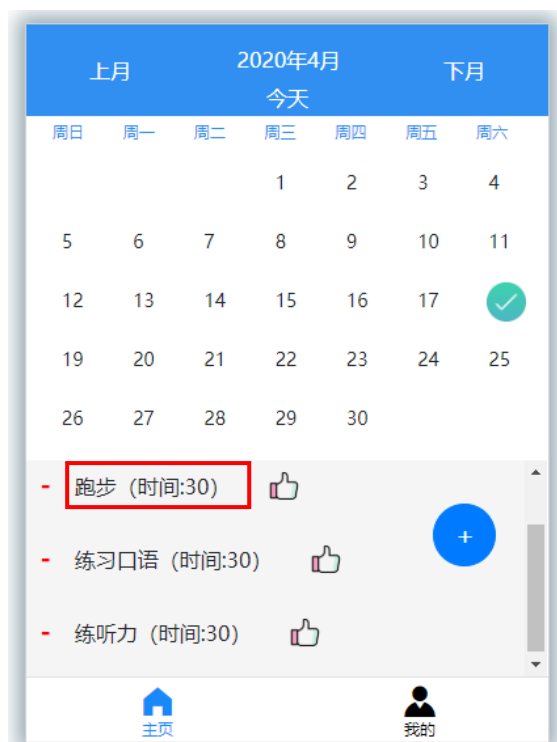 上月 2020年4月 下月
今天
周日 周一 周二 周三 周四 周五 周六
1 2 3 4
5 6 7 8 9 10 11
12 13 14 15 16 17
19 20 21 22 23 24 25
26 27 28 29 30
- 跑步（时间:30）
+
- 练习口语（时间:30）
- 练听力（时间:30）
主页 我的